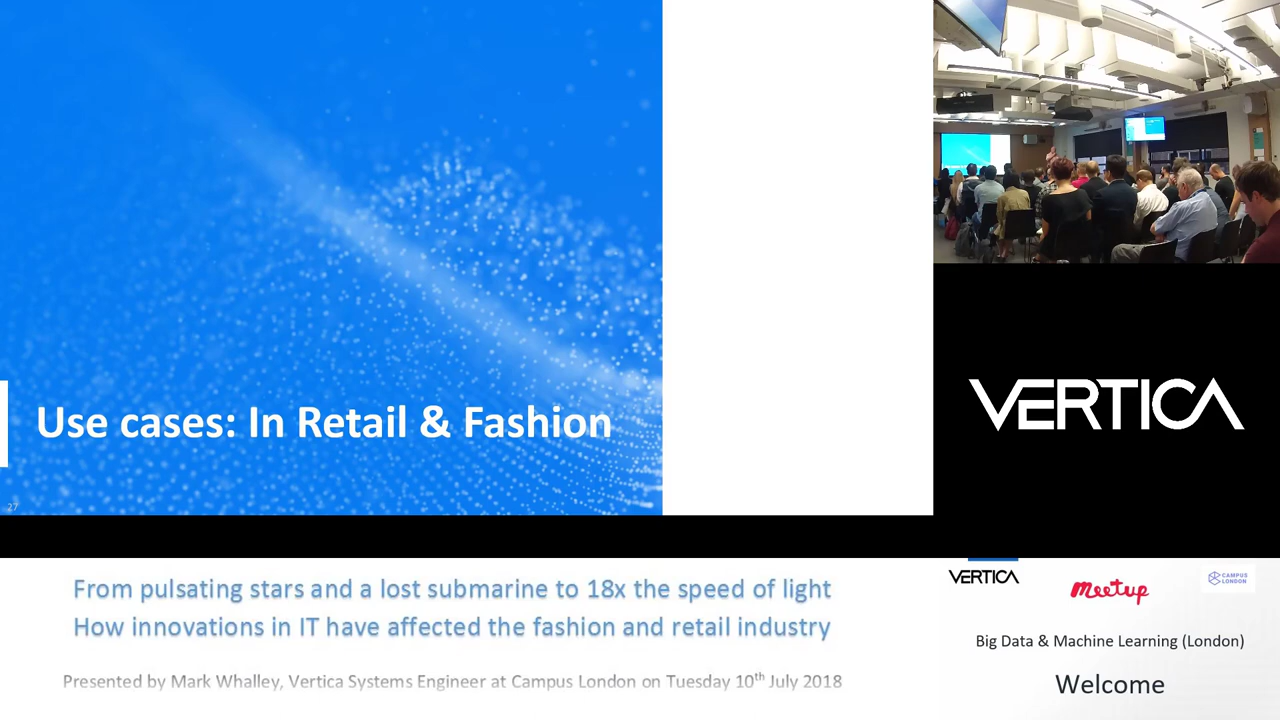 Use cases: In Retail & Fashion
27
VERTICA
From pulsating stars and a lost submarine to 18x the speed of light
How innovations in IT have affected the fashion and retail industry
Presented by Mark Whalley, Vertica Systems Engineer at Campus London on Tuesday 10th July 2018
VERTICA
meetup
CAMPUS
LONDON
Big Data & Machine Learning (London)
Welcome